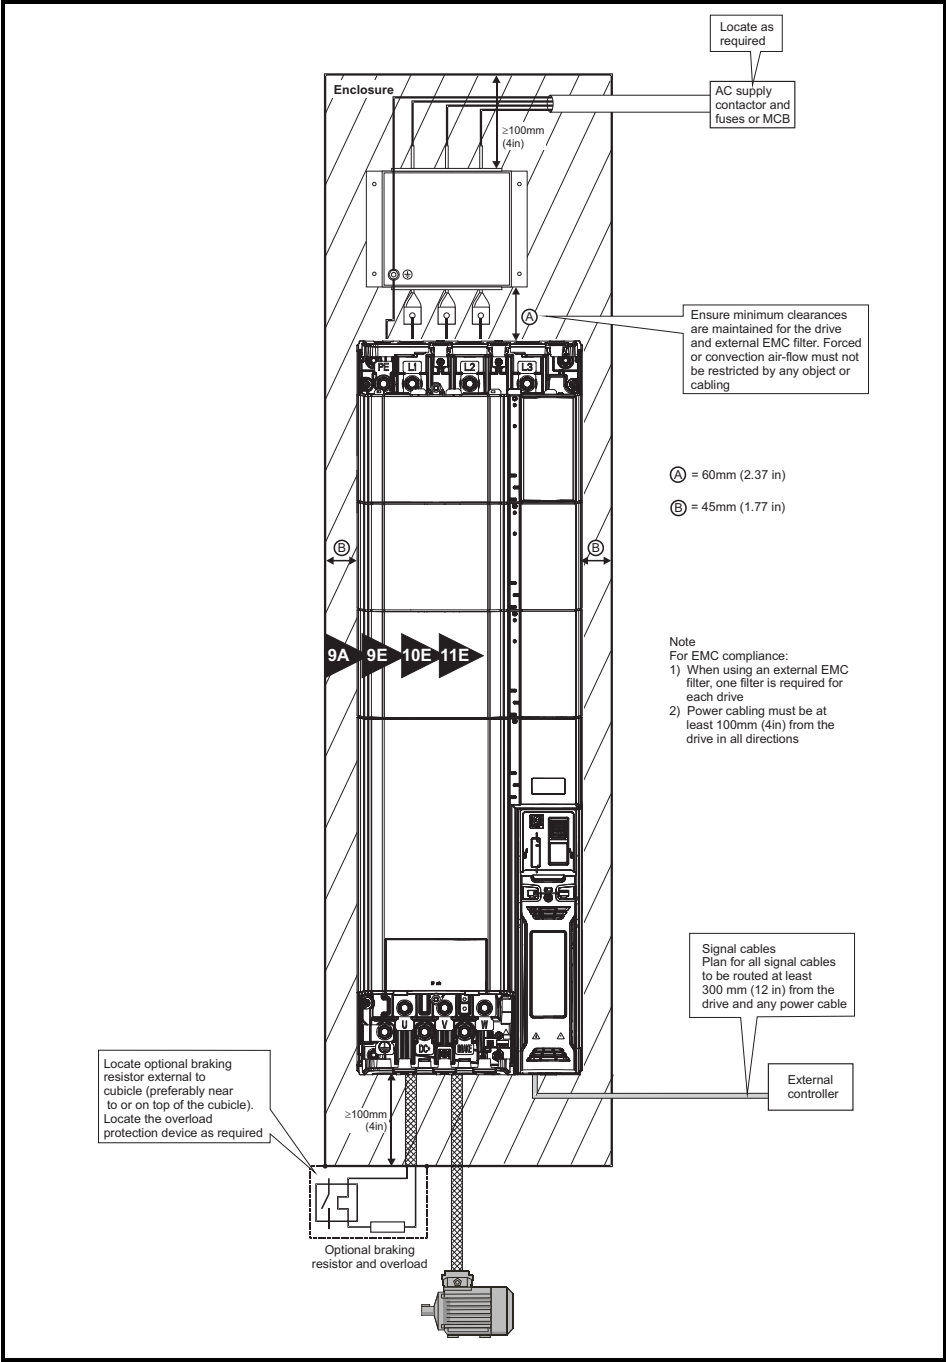 Locate as
required
Enclosure
AC supply
contactor and
fuses or MCB
≥100mm
(4in)
A
Ensure minimum clearances
are maintained for the drive
and external EMC filter. Forced
or convection air-flow must not
be restricted by any object or
cabling
PE L1 L2 L3
A = 60mm (2.37 in)
B = 45mm (1.77 in)
B B
9A 9E 10E 11E
Note
For EMC compliance:
1) When using an external EMC
filter, one filter is required for
each drive
2) Power cabling must be at
least 100mm (4in) from the
drive in all directions
Signal cables
Plan for all signal cables
to be routed at least
300 mm (12 in) from the
drive and any power cable
U V W
DC+ BRAKE
External
controller
Locate optional braking
resistor external to
cubicle (preferably near
to or on top of the cubicle).
Locate the overload
protection device as required
≥100mm
(4in)
Optional braking
resistor and overload